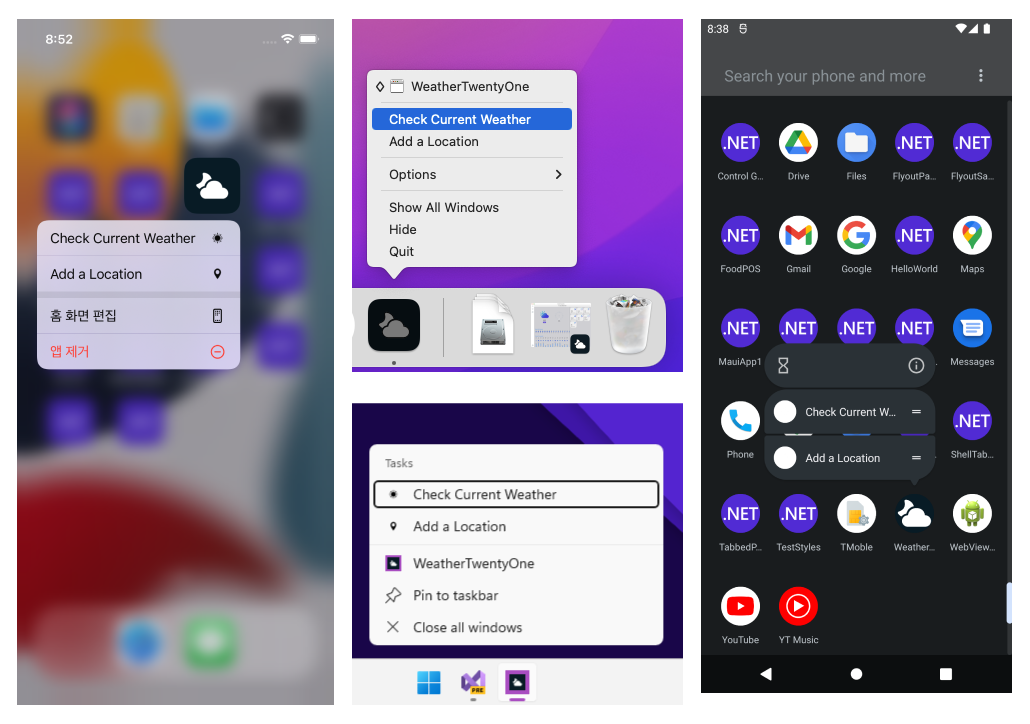 8:52
Check Current Weather
Add a Location
홈 화면 편집
앱 제거
WeatherTwentyOne
Check Current Weather
Add a Location
Options
Show All Windows
Hide
Quit
Tasks
Check Current Weather
Add a Location
WeatherTwentyOne
Pin to taskbar
Close all windows
PRE
8:38
Search your phone and more
.NET .NET .NET
Control G... Drive Files FlyoutPa... FlyoutSa...
.NET .NET
FoodPOS Gmail Google HelloWorld Maps
.NET .NET .NET .NET
MauiApp1 Messages
Check Current W...
Phone .NET ShellTab...
Add a Location
.NET .NET
TabbedP... TestStyles TMoble Weather... WebView...
YouTube YT Music